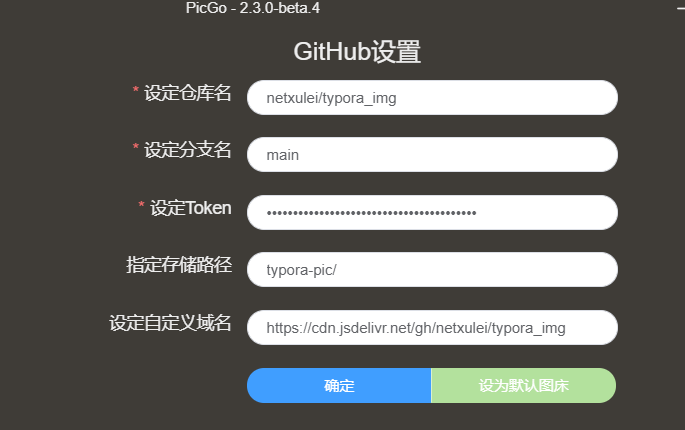 PicGo - 2.3.0-beta.4
GitHub设置
* 设定仓库名 netxulei/typora_img
* 设定分支名 main
* 设定Token ••••••••••••••••••••••••••••••••••••••••
指定存储路径 typora-pic/
设定自定义域名 https://cdn.jsdelivr.net/gh/netxulei/typora_img
确定 设为默认图床